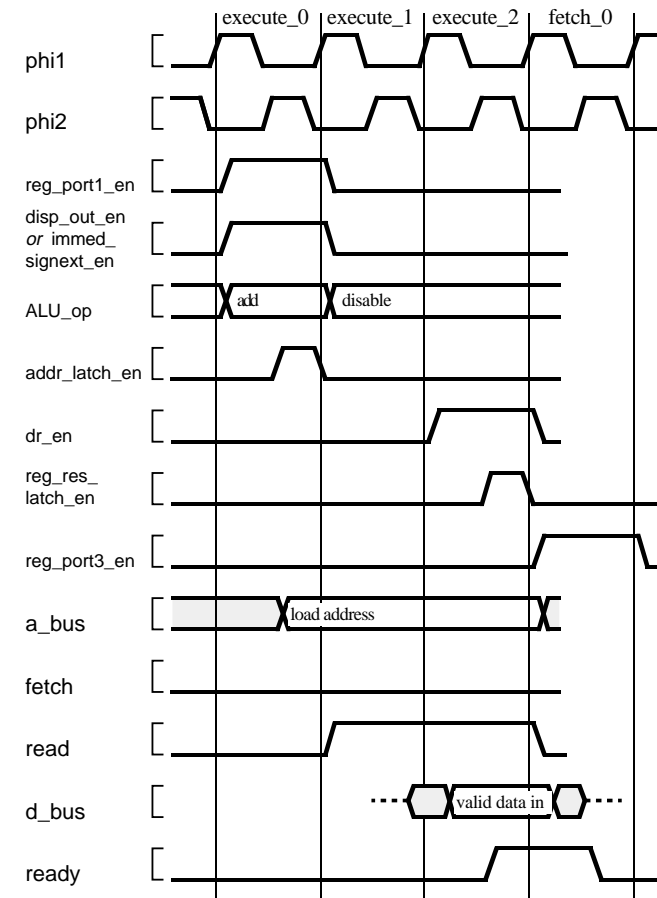 execute_0 execute_1 execute_2 fetch_0
phi1
phi2
reg_port1_en
disp_out_en
or immed_
signext_en
ALU_op
add
disable
addr_latch_en
dr_en
reg_res_
latch_en
reg_port3_en
a_bus
load address
fetch
read
d_bus
valid data in
ready